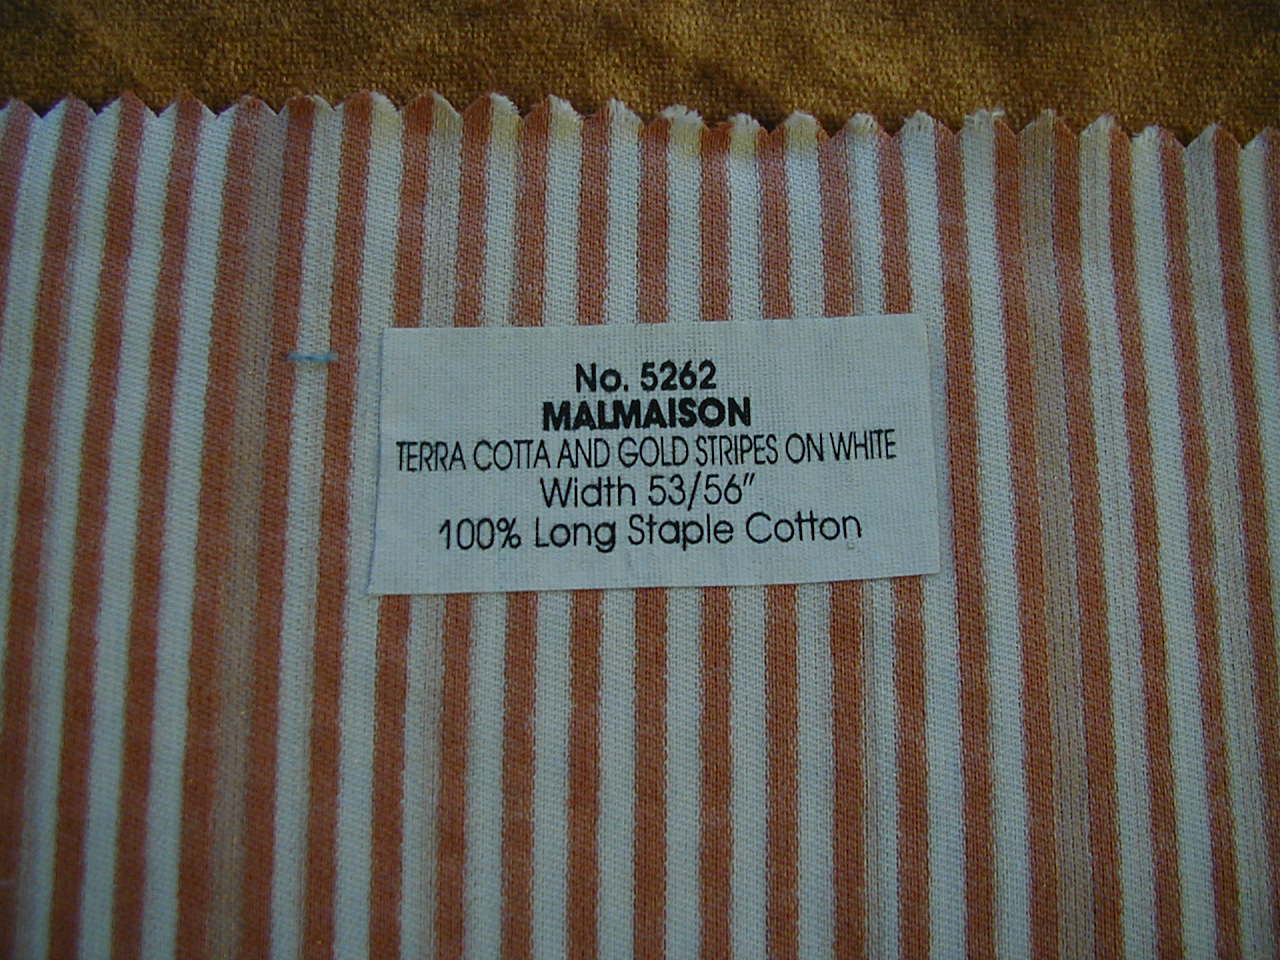 No. 5262
MALMAISON
TERRA COTTA AND GOLD STRIPES ON WHITE
Width 53/56"
100% Long Staple Cotton